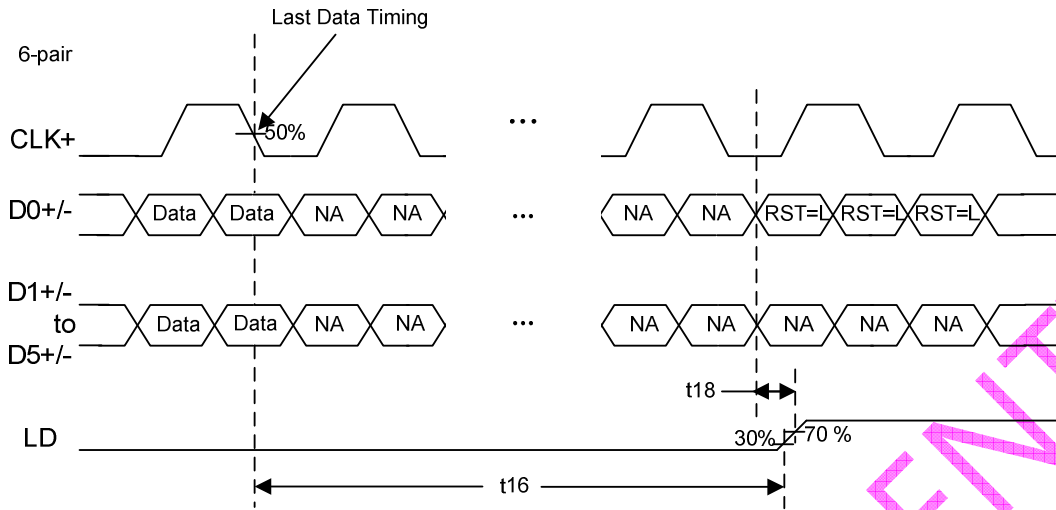 Last Data Timing
6-pair
CLK+
50%
...
D0+/-
Data Data NA NA ... NA NA RST=L RST=L RST=L
D1+/-
to
D5+/-
Data Data NA NA ... NA NA NA NA NA
t18
LD
30% 70 %
t16